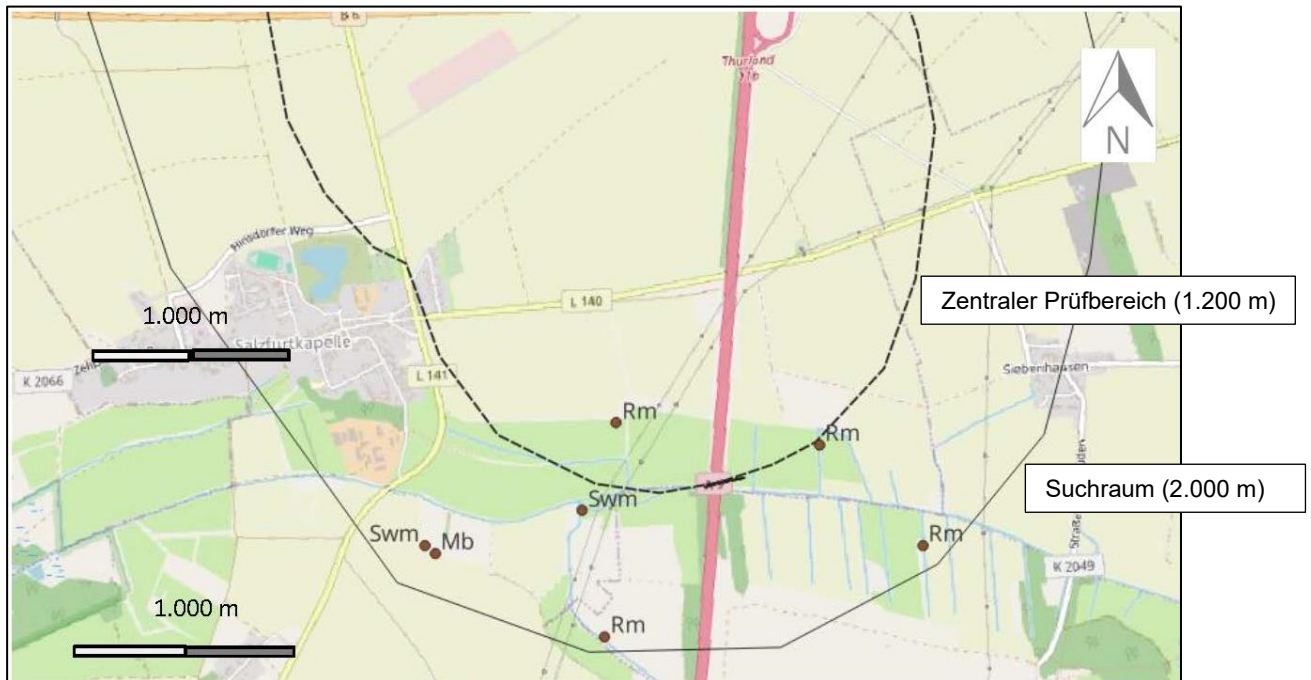 B 6
Thurland
N
Hinsdorfer Weg
L 140
Zentraler Prüfbereich (1.200 m)
1.000 m
Salzfurtkapelle
K 2066
L 141
Siebenhausen
Rm
Rm
Swm
Suchraum (2.000 m)
Swm
Mb
Rm
K 2049
1.000 m
Rm